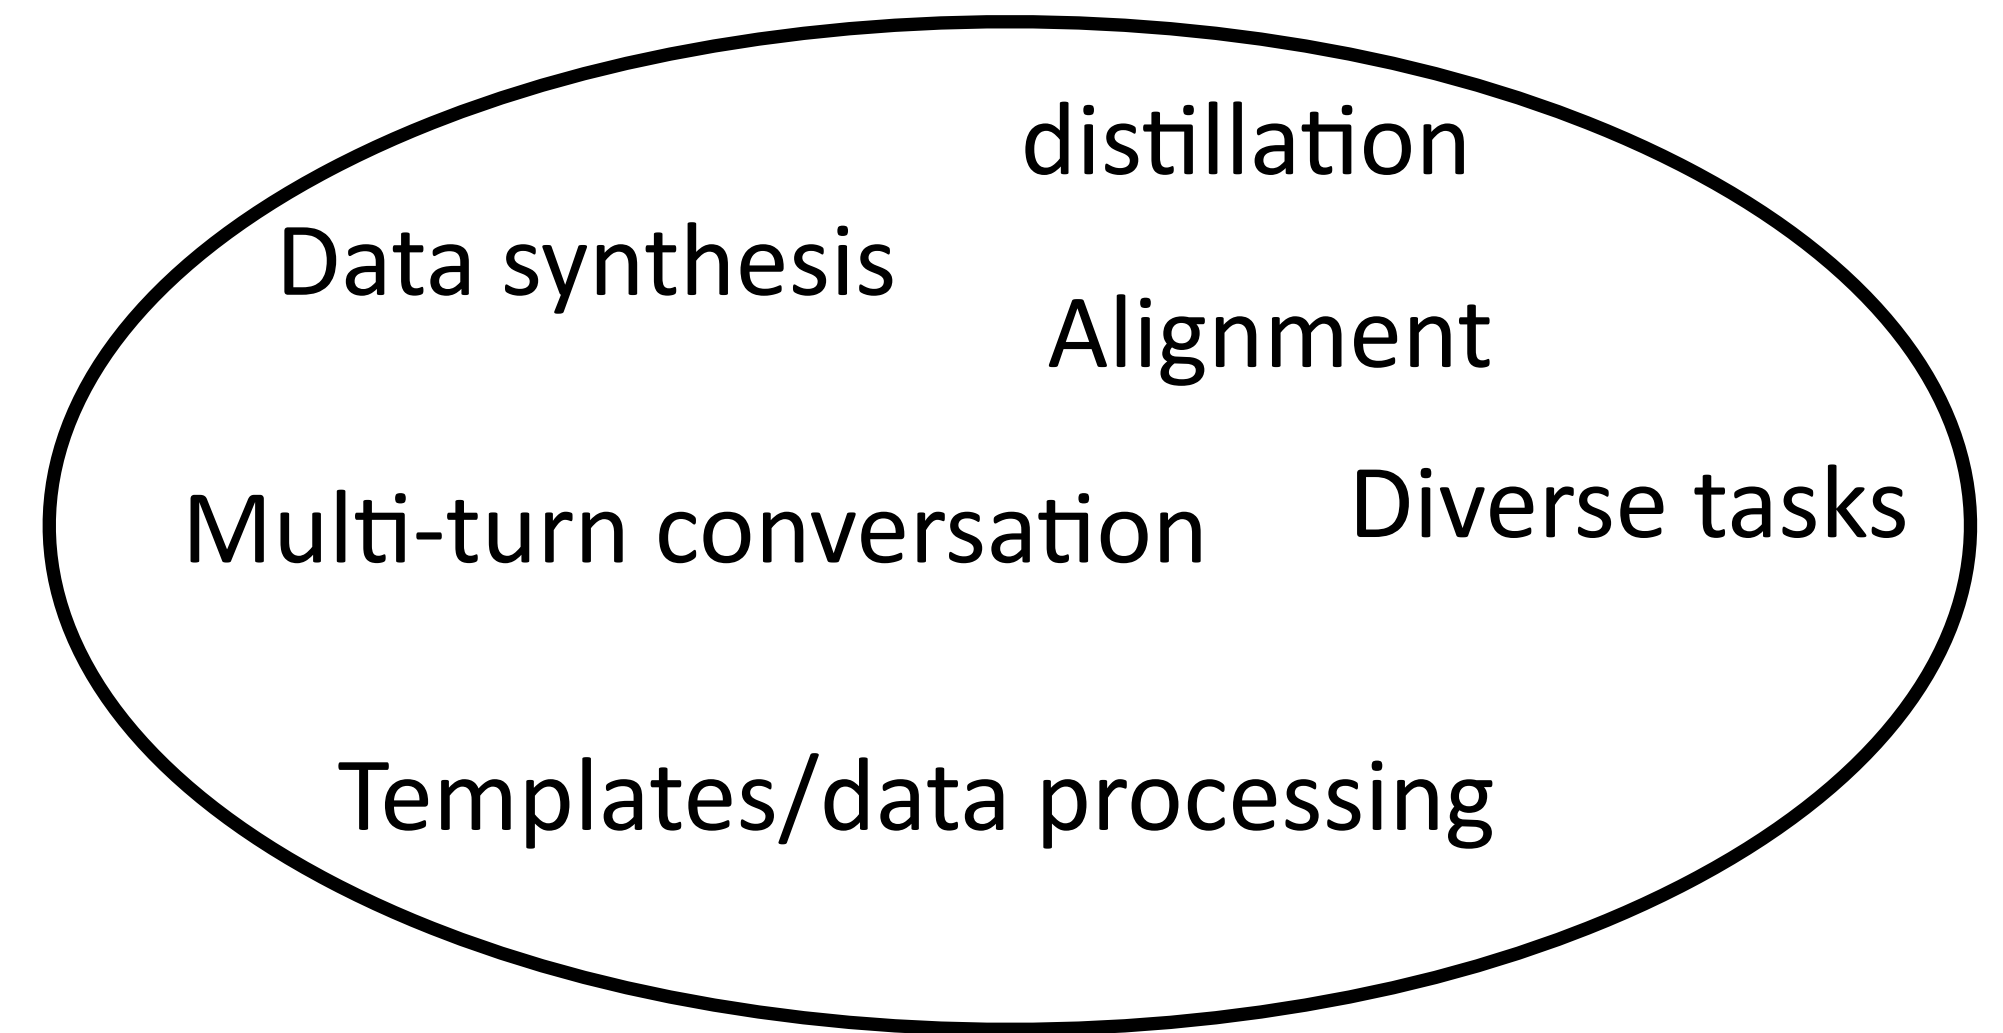 distillation
Data synthesis
Alignment
Multi-turn conversation
Diverse tasks
Templates/data processing